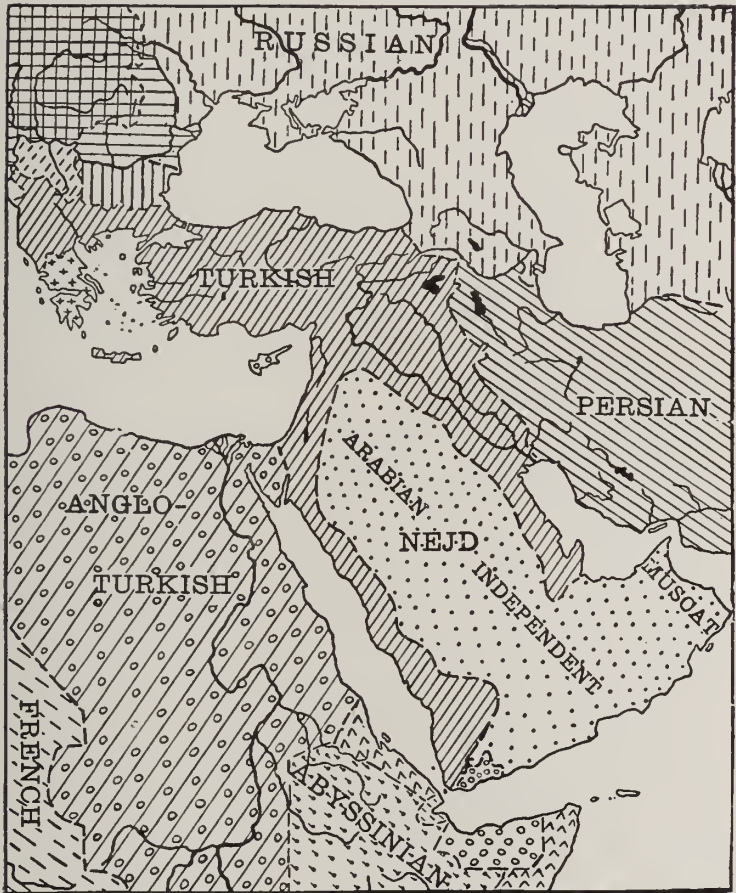 RUSSIAN
TURKISH
PERSIAN
ARABIAN
NEJD
INDEPENDENT
MUSCAT
ANGLO-
TURKISH
FRENCH
ABYSSINIAN